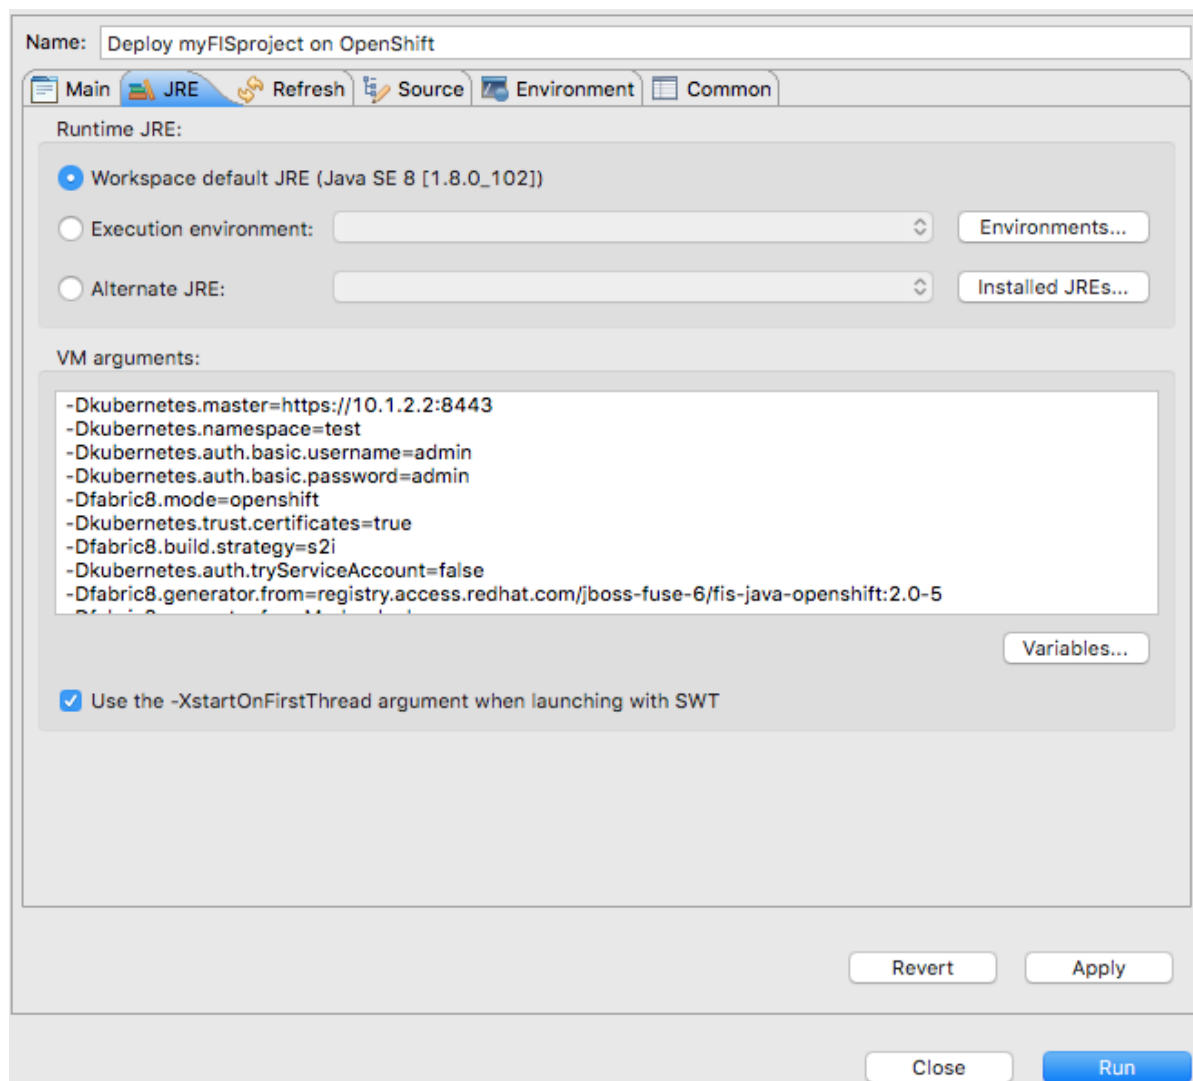 Name: Deploy myFISproject on OpenShift
Main JRE Refresh Source Environment Common
Runtime JRE:
Workspace default JRE (Java SE 8 [1.8.0_102])
Execution environment: Environments...
Alternate JRE: Installed JREs...
VM arguments:
-Dkubernetes.master=https://10.1.2.2:8443
-Dkubernetes.namespace=test
-Dkubernetes.auth.basic.username=admin
-Dkubernetes.auth.basic.password=admin
-Dfabric8.mode=openshift
-Dkubernetes.trust.certificates=true
-Dfabric8.build.strategy=s2i
-Dkubernetes.auth.tryServiceAccount=false
-Dfabric8.generator.from=registry.access.redhat.com/jboss-fuse-6/fis-java-openshift:2.0-5
Variables...
Use the -XstartOnFirstThread argument when launching with SWT
Revert Apply
Close Run